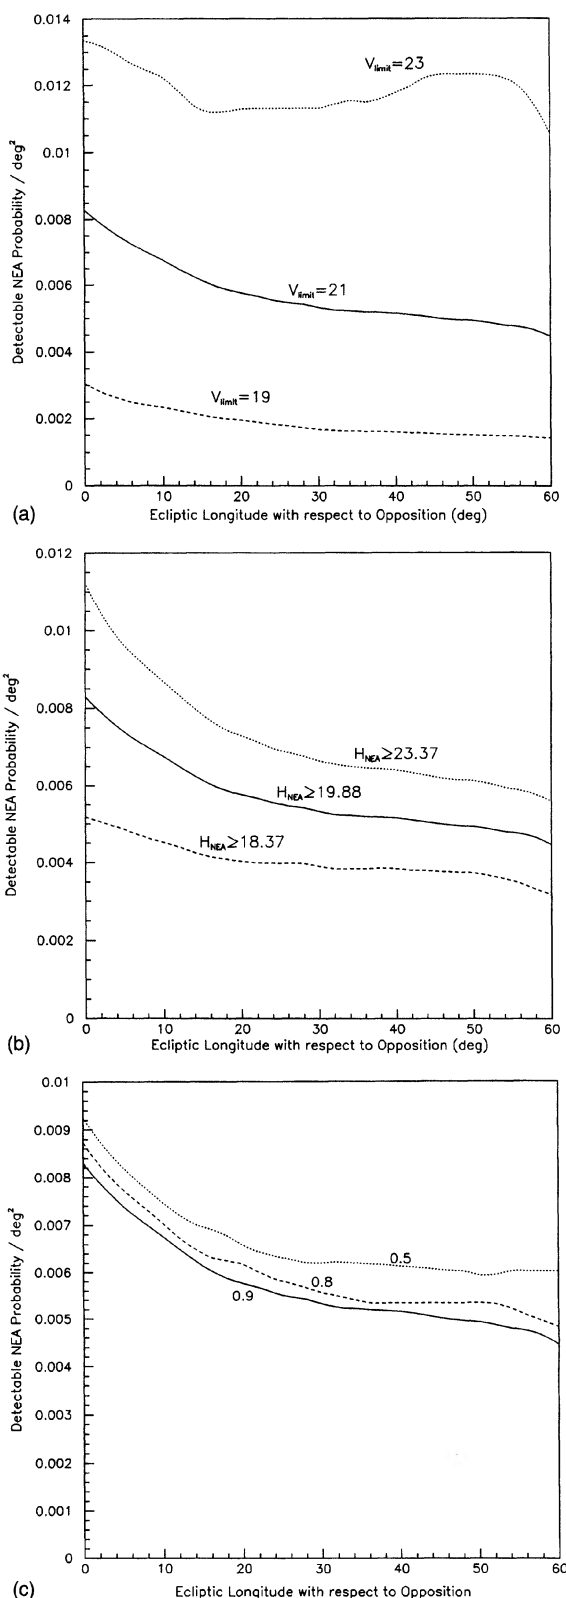 0.014
0.012
0.01
0.008
0.006
0.004
0.002
0
Detectable NEA Probability / deg²
V_limit=23
V_limit=21
V_limit=19
0 10 20 30 40 50 60
(a) Ecliptic Longitude with respect to Opposition (deg)
0.012
0.01
0.008
0.006
0.004
0.002
0
Detectable NEA Probability / deg²
H_NEA≥23.37
H_NEA≥19.88
H_NEA≥18.37
0 10 20 30 40 50 60
(b) Ecliptic Longitude with respect to Opposition (deg)
0.01
0.009
0.008
0.007
0.006
0.005
0.004
0.003
0.002
0.001
0
Detectable NEA Probability / deg²
0.5
0.8
0.9
0 10 20 30 40 50 60
(c) Ecliptic Longitude with respect to Opposition